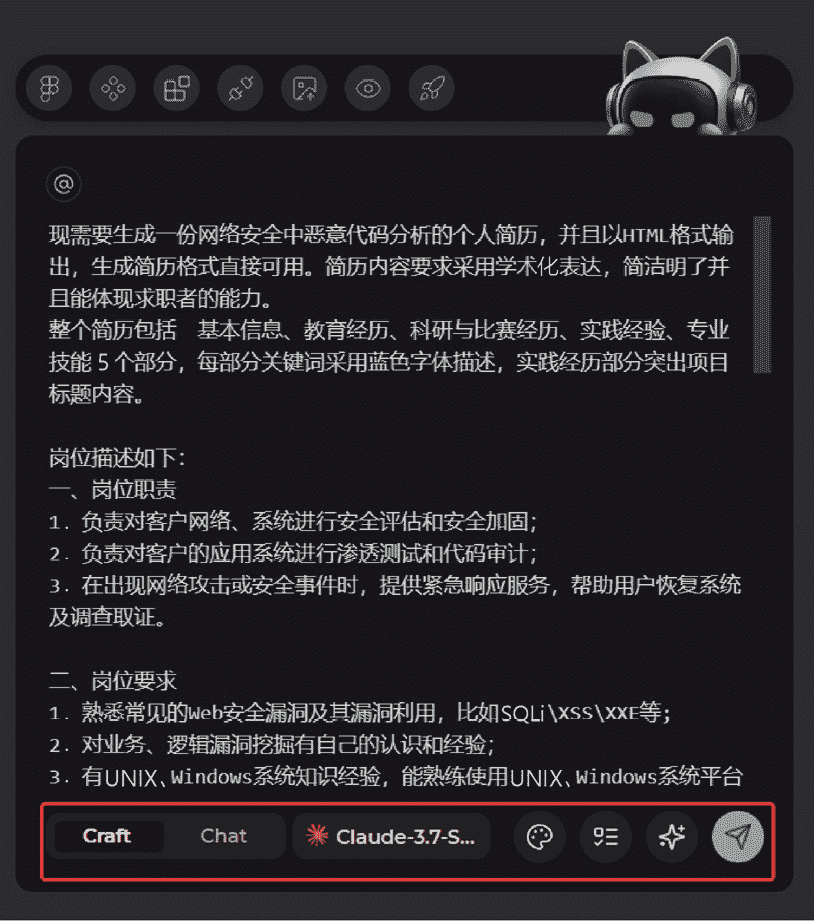 @
现需要生成一份网络安全中恶意代码分析的个人简历，并且以HTML格式输
出，生成简历格式直接可用。简历内容要求采用学术化表达，简洁明了并
且能体现求职者的能力。
整个简历包括　基本信息、教育经历、科研与比赛经历、实践经验、专业
技能 5 个部分，每部分关键词采用蓝色字体描述，实践经历部分突出项目
标题内容。
岗位描述如下：
一、岗位职责
1. 负责对客户网络、系统进行安全评估和安全加固；
2. 负责对客户的应用系统进行渗透测试和代码审计；
3. 在出现网络攻击或安全事件时，提供紧急响应服务，帮助用户恢复系统
及调查取证。
二、岗位要求
1. 熟悉常见的Web安全漏洞及其漏洞利用，比如SQLi\XSS\XXE等；
2. 对业务、逻辑漏洞挖掘有自己的认识和经验；
3. 有UNIX、Windows系统知识经验，能熟练使用UNIX、Windows系统平台
Craft Chat Claude-3.7-S...